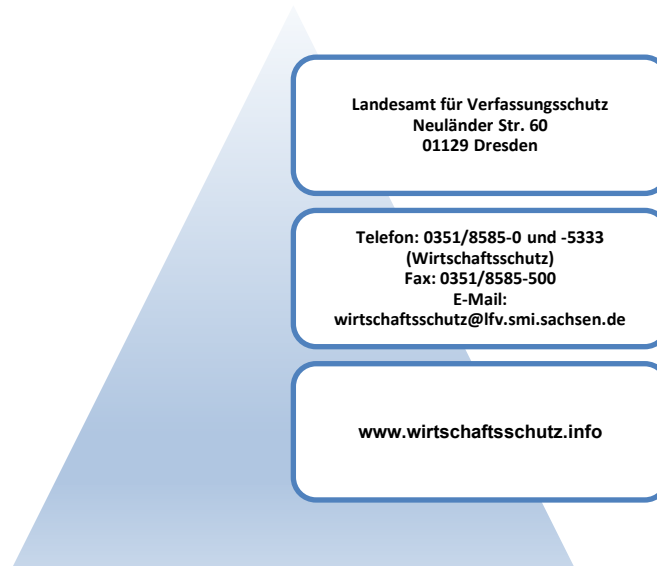 Landesamt für Verfassungsschutz
Neuländer Str. 60
01129 Dresden
Telefon: 0351/8585-0 und -5333
(Wirtschaftsschutz)
Fax: 0351/8585-500
E-Mail:
wirtschaftsschutz@lfv.smi.sachsen.de
www.wirtschaftsschutz.info